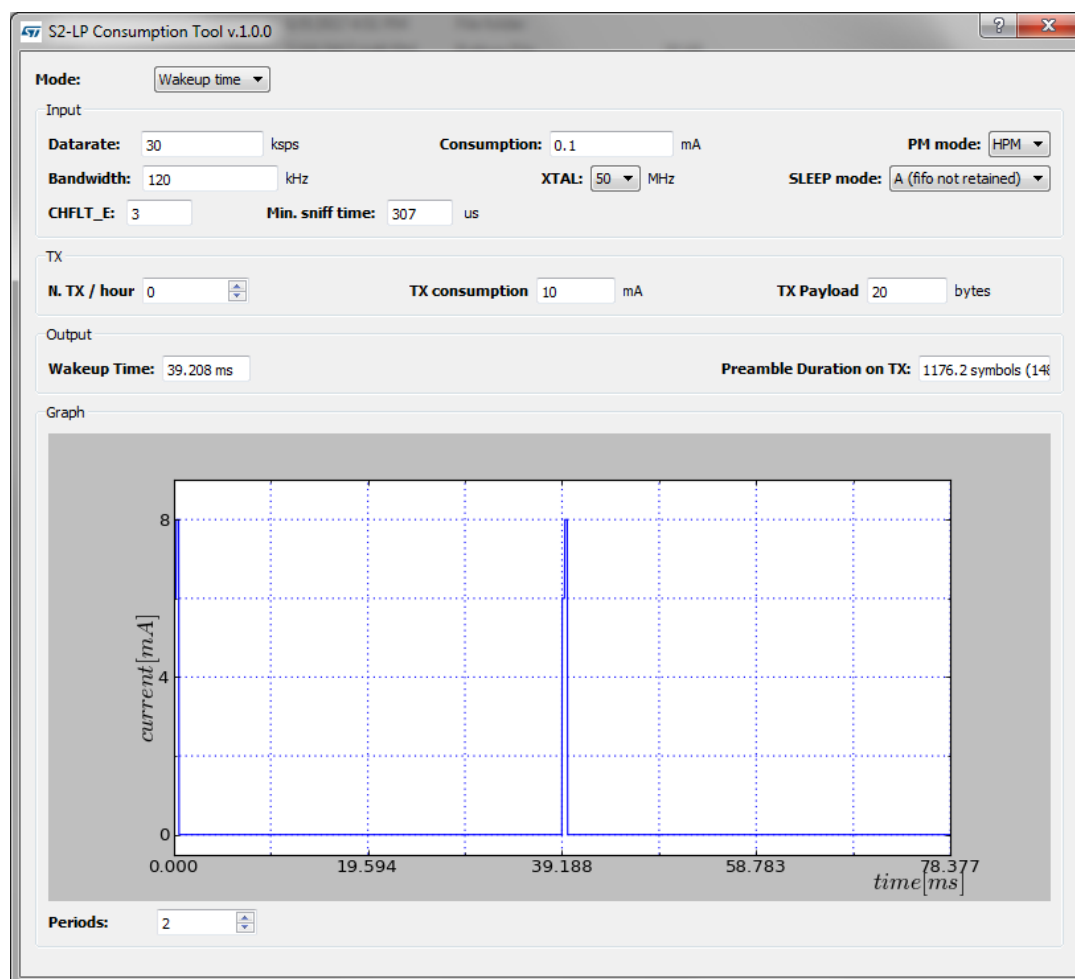 S2-LP Consumption Tool v.1.0.0
Mode: Wakeup time
Input
Datarate: 30 ksps Consumption: 0.1 mA PM mode: HPM
Bandwidth: 120 kHz XTAL: 50 MHz SLEEP mode: A (fifo not retained)
CHFLT_E: 3 Min. sniff time: 307 us
TX
N. TX / hour 0 TX consumption 10 mA TX Payload 20 bytes
Output
Wakeup Time: 39.208 ms Preamble Duration on TX: 1176.2 symbols (148
Graph
8
4
0
current[mA]
0.000 19.594 39.188 58.783 78.377
time[ms]
Periods: 2